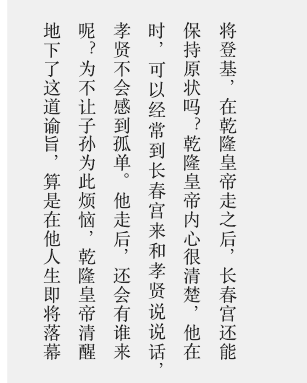 将登基，在乾隆皇帝走之后，长春宫还能
保持原状吗？乾隆皇帝内心很清楚，他在
时，可以经常到长春宫来和孝贤说说话，
孝贤不会感到孤单。他走后，还会有谁来
呢？为不让子孙为此烦恼，乾隆皇帝清醒
地下了这道谕旨，算是在他人生即将落幕